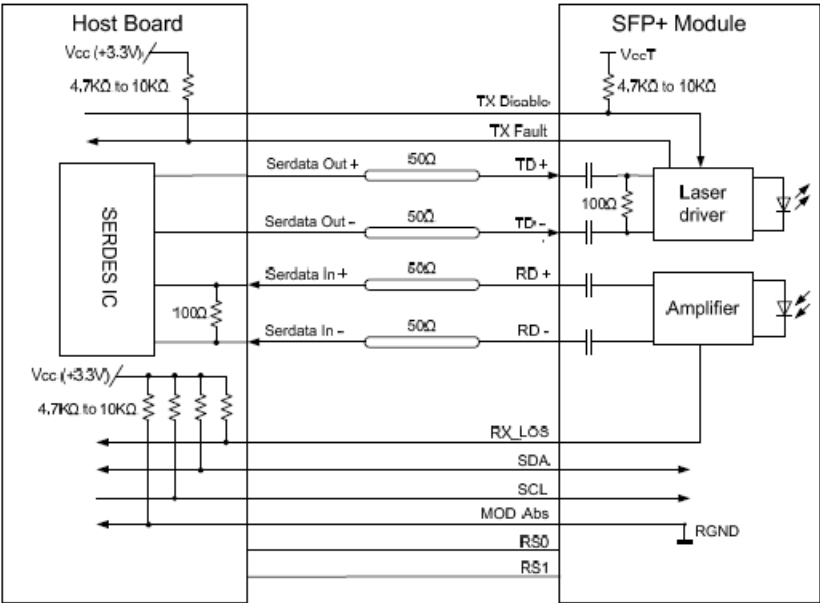 Host Board
SFP+ Module
Vcc (+3.3V)
VccT
4.7KΩ to 10KΩ
4.7KΩ to 10KΩ
TX Disable
TX Fault
Serdata Out +
50Ω
TD+
Serdata Out –
50Ω
TD –
SERDES IC
100Ω
Laser
driver
Serdata In +
50Ω
RD +
100Ω
Serdata In –
50Ω
RD -
Amplifier
Vcc (+3.3V)
4.7KΩ to 10KΩ
RX_LOS
SDA
SCL
MOD Abs
RGND
RS0
RS1